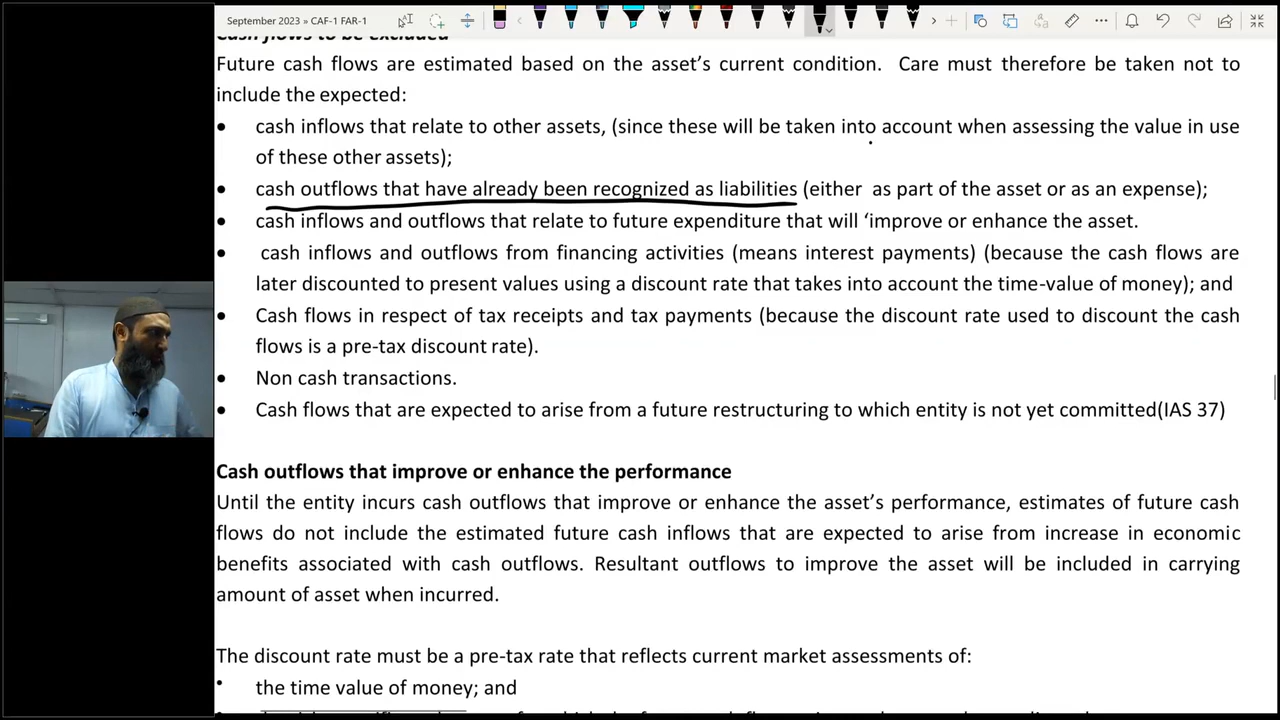 September 2023 » CAF-1 FAR-1
Cash flows to be excluded
Future cash flows are estimated based on the asset's current condition. Care must therefore be taken not to
include the expected:
• cash inflows that relate to other assets, (since these will be taken into account when assessing the value in use
of these other assets);
• cash outflows that have already been recognized as liabilities (either as part of the asset or as an expense);
• cash inflows and outflows that relate to future expenditure that will ‘improve or enhance the asset.
• cash inflows and outflows from financing activities (means interest payments) (because the cash flows are
later discounted to present values using a discount rate that takes into account the time-value of money); and
• Cash flows in respect of tax receipts and tax payments (because the discount rate used to discount the cash
flows is a pre-tax discount rate).
• Non cash transactions.
• Cash flows that are expected to arise from a future restructuring to which entity is not yet committed(IAS 37)
Cash outflows that improve or enhance the performance
Until the entity incurs cash outflows that improve or enhance the asset's performance, estimates of future cash
flows do not include the estimated future cash inflows that are expected to arise from increase in economic
benefits associated with cash outflows. Resultant outflows to improve the asset will be included in carrying
amount of asset when incurred.
The discount rate must be a pre-tax rate that reflects current market assessments of:
• the time value of money; and